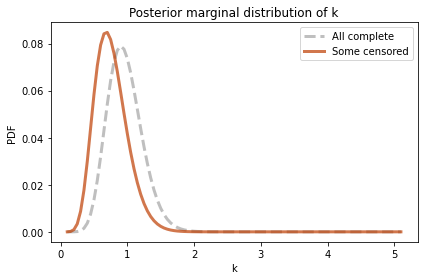 Posterior marginal distribution of k
All complete
Some censored
PDF
0.08
0.06
0.04
0.02
0.00
0
1
2
3
4
5
k